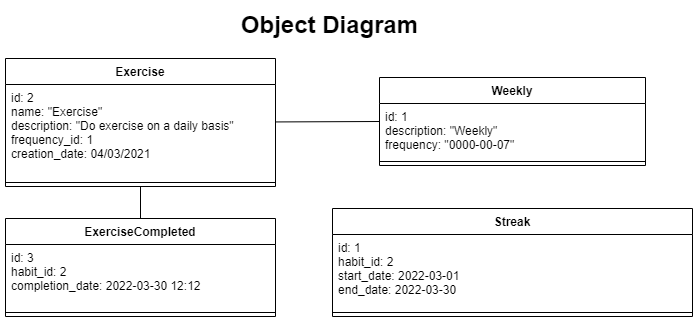 Object Diagram
Exercise
id: 2
name: "Exercise"
description: "Do exercise on a daily basis"
frequency_id: 1
creation_date: 04/03/2021
Weekly
id: 1
description: "Weekly"
frequency: "0000-00-07"
ExerciseCompleted
id: 3
habit_id: 2
completion_date: 2022-03-30 12:12
Streak
id: 1
habit_id: 2
start_date: 2022-03-01
end_date: 2022-03-30